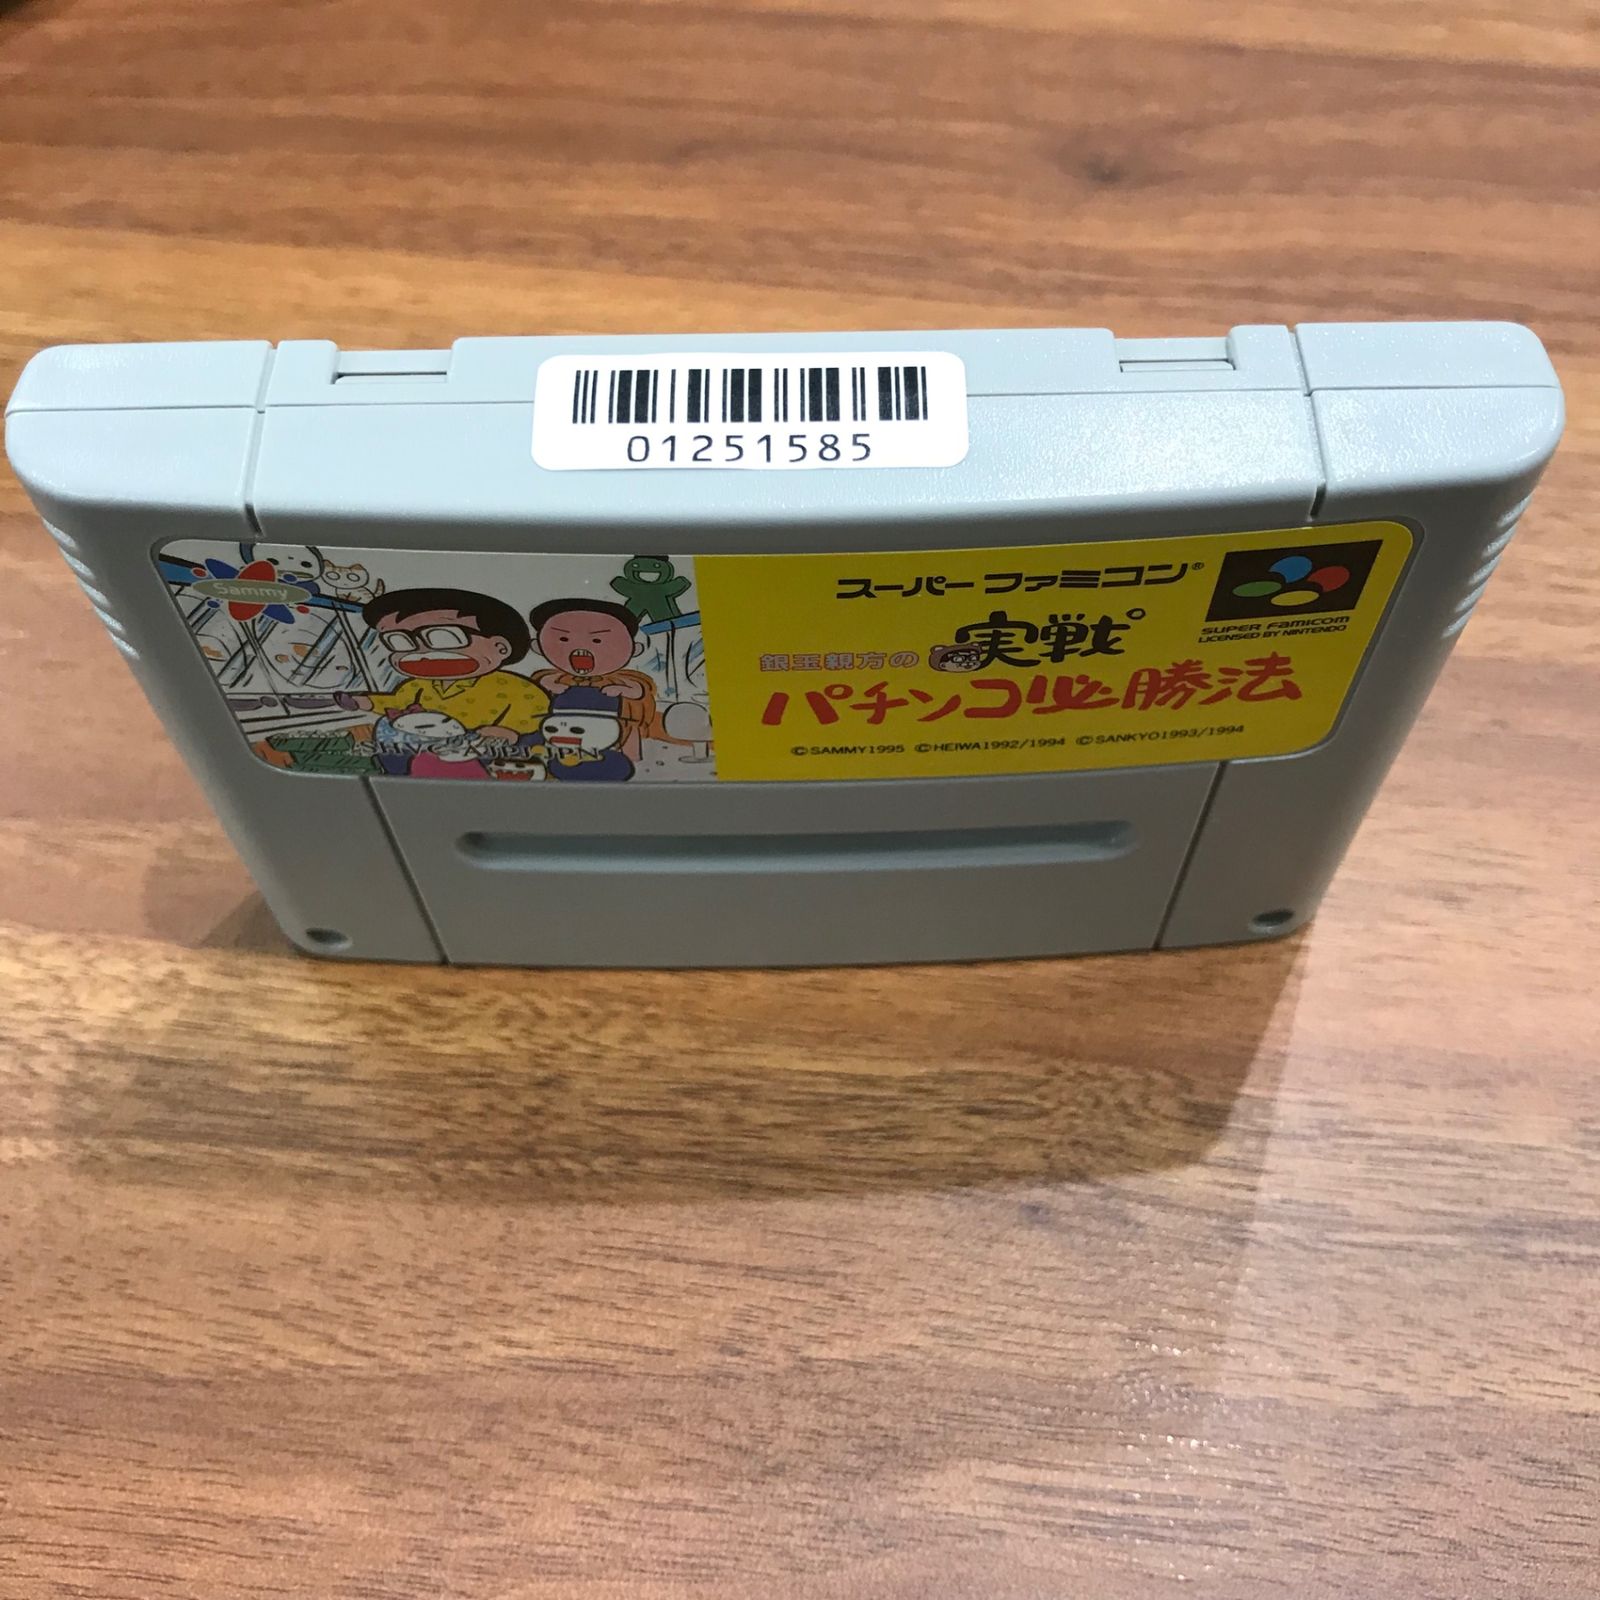 01251585
Sammy
スーパー ファミコン®
銀玉親方の 実戦
パチンコ必勝法
SUPER FAMICOM
LICENSED BY NINTENDO
©SAMMY1995 ©HEIWA1992/1994 ©SANKYO1993/1994